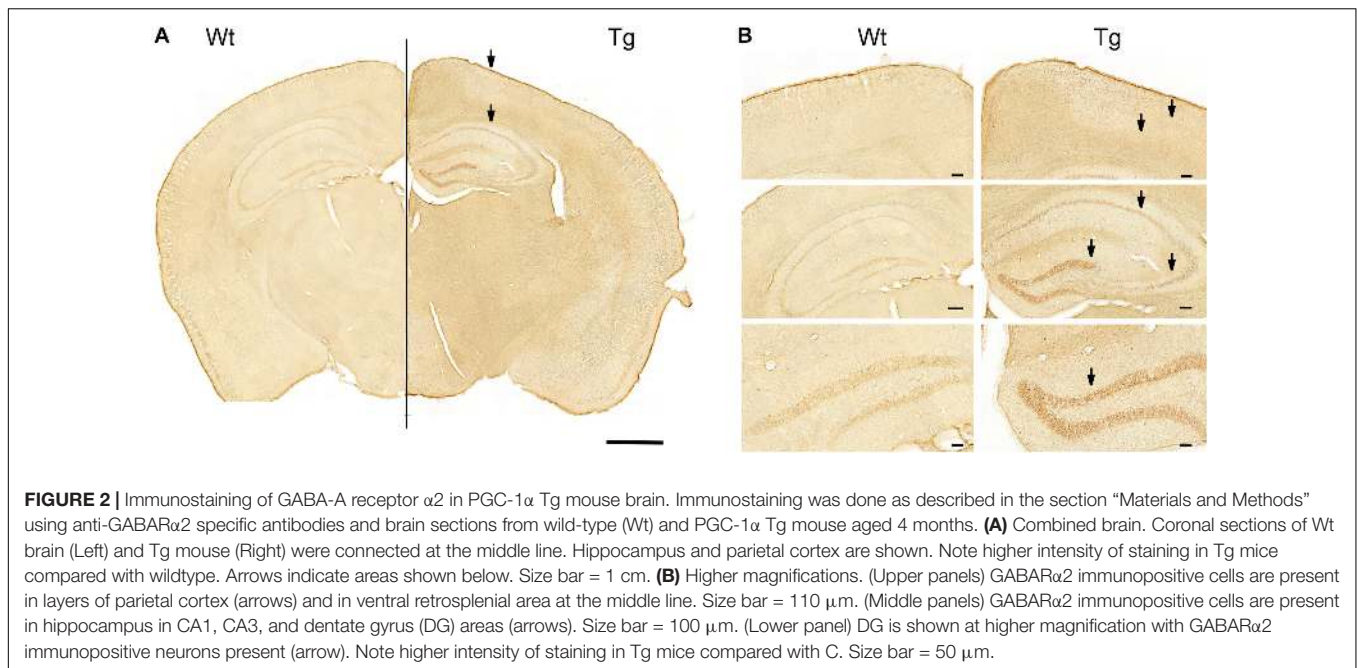 A Wt Tg
B Wt Tg
FIGURE 2 | Immunostaining of GABA-A receptor α2 in PGC-1α Tg mouse brain. Immunostaining was done as described in the section “Materials and Methods”
using anti-GABARα2 specific antibodies and brain sections from wild-type (Wt) and PGC-1α Tg mouse aged 4 months. (A) Combined brain. Coronal sections of Wt
brain (Left) and Tg mouse (Right) were connected at the middle line. Hippocampus and parietal cortex are shown. Note higher intensity of staining in Tg mice
compared with wildtype. Arrows indicate areas shown below. Size bar = 1 cm. (B) Higher magnifications. (Upper panels) GABARα2 immunopositive cells are present
in layers of parietal cortex (arrows) and in ventral retrosplenial area at the middle line. Size bar = 110 μm. (Middle panels) GABARα2 immunopositive cells are present
in hippocampus in CA1, CA3, and dentate gyrus (DG) areas (arrows). Size bar = 100 μm. (Lower panel) DG is shown at higher magnification with GABARα2
immunopositive neurons present (arrow). Note higher intensity of staining in Tg mice compared with C. Size bar = 50 μm.